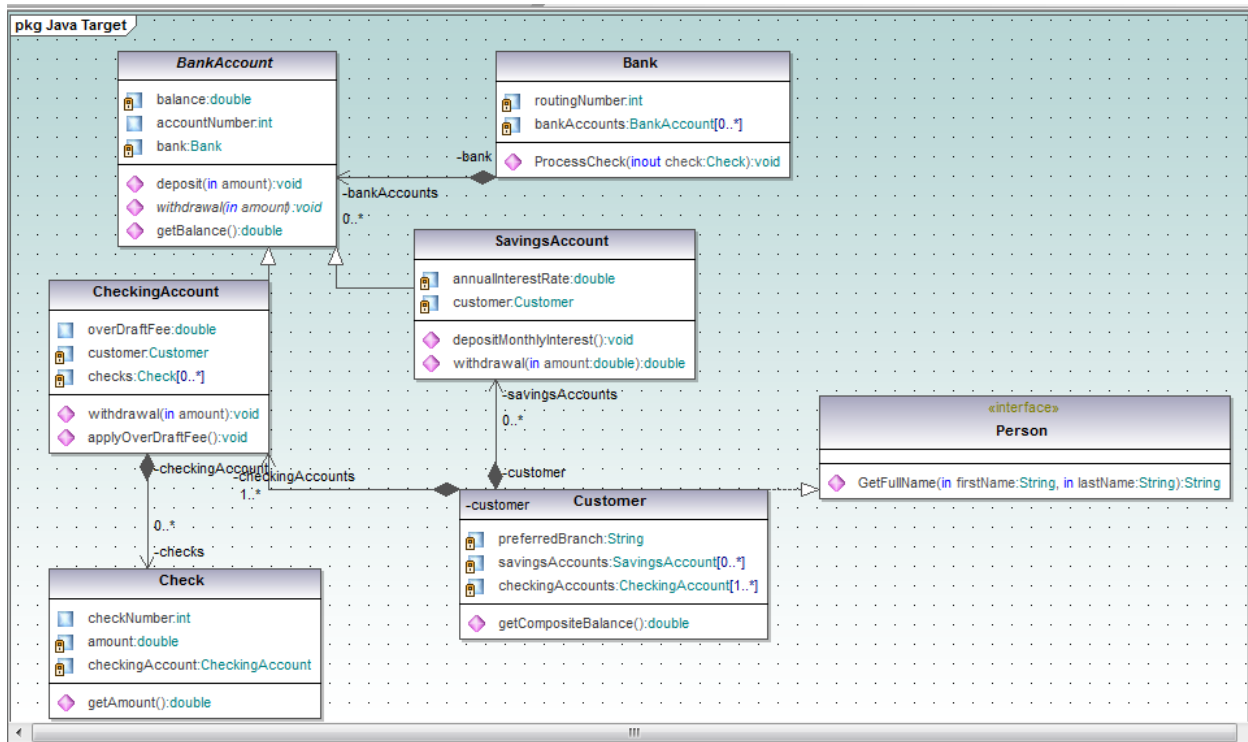 pkg Java Target
BankAccount
balance:double
accountNumber:int
bank:Bank
deposit(in amount):void
withdrawal(in amount):void
getBalance():double
Bank
routingNumber:int
bankAccounts:BankAccount[0..*]
ProcessCheck(inout check:Check):void
-bank
-bankAccounts
0..*
SavingsAccount
annualInterestRate:double
customer:Customer
depositMonthlyInterest():void
withdrawal(in amount:double):double
CheckingAccount
overDraftFee:double
customer:Customer
checks:Check[0..*]
withdrawal(in amount):void
applyOverDraftFee():void
-savingsAccounts
0..*
-customer
-checkingAccount
-checkingAccounts
1..*
«interface»
Person
GetFullName(in firstName:String, in lastName:String):String
-customer
Customer
preferredBranch:String
savingsAccounts:SavingsAccount[0..*]
checkingAccounts:CheckingAccount[1..*]
getCompositeBalance():double
0..*
-checks
Check
checkNumber:int
amount:double
checkingAccount:CheckingAccount
getAmount():double